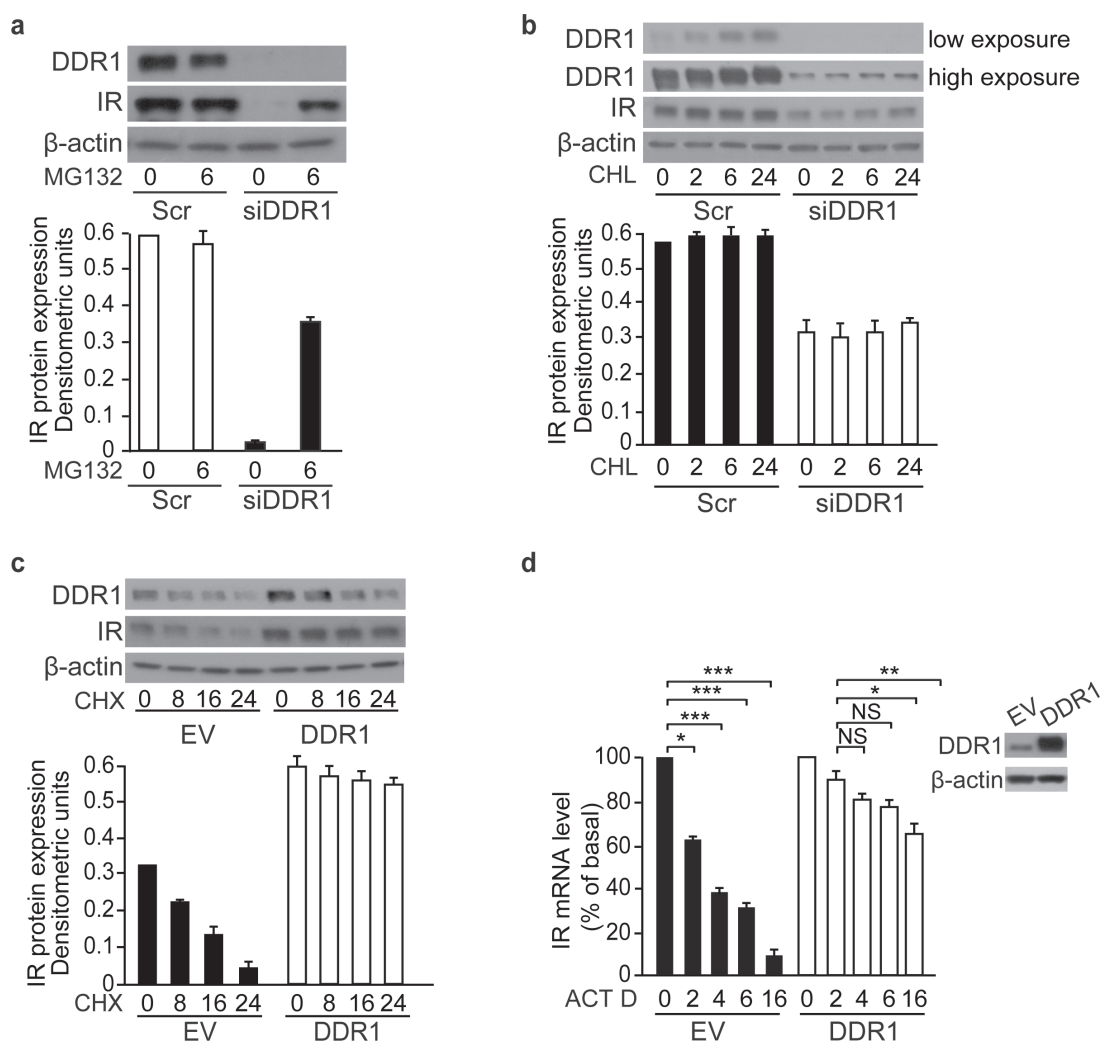 a
DDR1
IR
β-actin
MG132 0 6 0 6
Scr siDDR1
IR protein expression
Densitometric units
0.6
0.5
0.4
0.3
0.2
0.1
0
MG132 0 6 0 6
Scr siDDR1
b
DDR1 low exposure
DDR1 high exposure
IR
β-actin
CHL 0 2 6 24 0 2 6 24
Scr siDDR1
IR protein expression
Densitometric units
0.6
0.5
0.4
0.3
0.2
0.1
0
CHL 0 2 6 24 0 2 6 24
Scr siDDR1
c
DDR1
IR
β-actin
CHX 0 8 16 24 0 8 16 24
EV DDR1
IR protein expression
Densitometric units
0.6
0.5
0.3
0.2
0.1
0
CHX 0 8 16 24 0 8 16 24
EV DDR1
d
*** **
*** *
*** NS
* NS
EV DDR1
DDR1
β-actin
IR mRNA level
(% of basal)
100
80
60
40
20
0
ACT D 0 2 4 6 16 0 2 4 6 16
EV DDR1